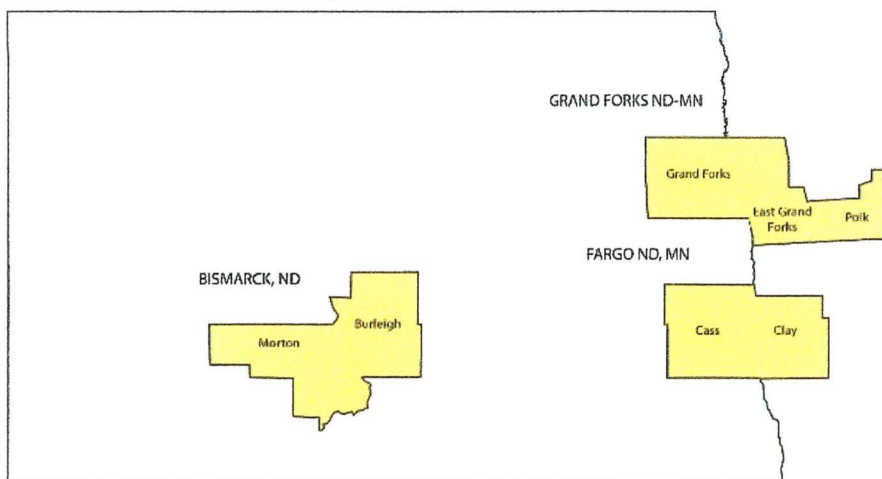 GRAND FORKS ND-MN
Grand Forks
East Grand
Forks
Polk
FARGO ND, MN
BISMARCK, ND
Burleigh
Morton
Cass
Clay